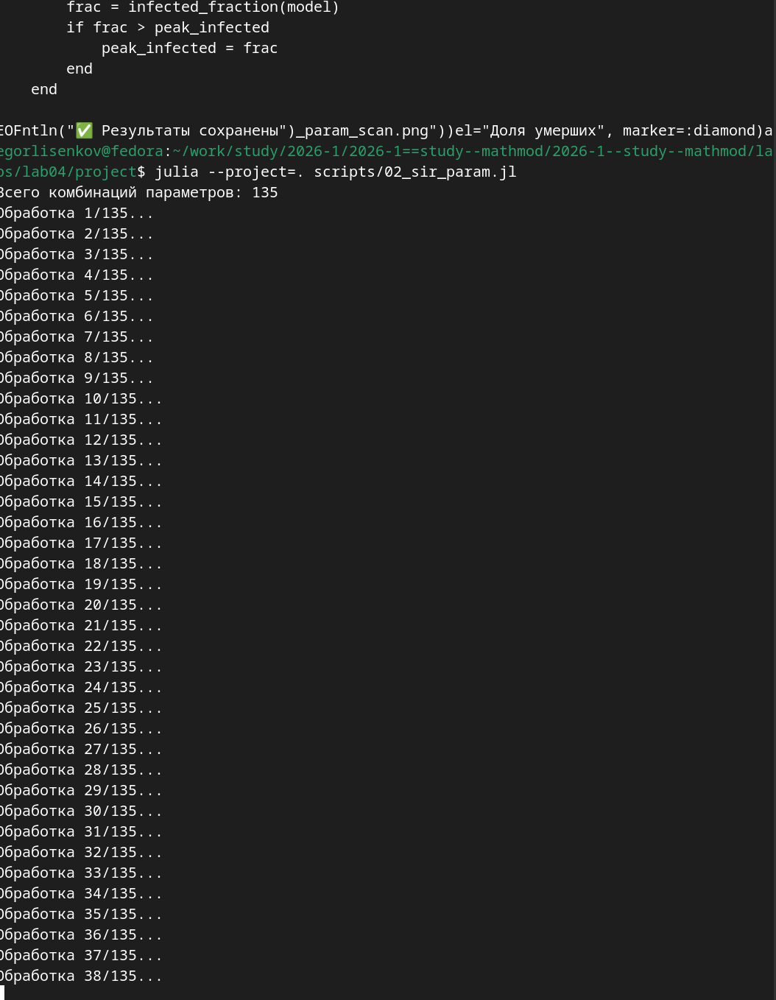 frac = infected_fraction(model)
        if frac > peak_infected
            peak_infected = frac
        end
    end
EOFntln("✅ Результаты сохранены")_param_scan.png"))el="Доля умерших", marker=:diamond)a
egorlisenkov@fedora:~/work/study/2026-1/2026-1==study--mathmod/2026-1--study--mathmod/la
bs/lab04/project$ julia --project=. scripts/02_sir_param.jl
Всего комбинаций параметров: 135
Обработка 1/135...
Обработка 2/135...
Обработка 3/135...
Обработка 4/135...
Обработка 5/135...
Обработка 6/135...
Обработка 7/135...
Обработка 8/135...
Обработка 9/135...
Обработка 10/135...
Обработка 11/135...
Обработка 12/135...
Обработка 13/135...
Обработка 14/135...
Обработка 15/135...
Обработка 16/135...
Обработка 17/135...
Обработка 18/135...
Обработка 19/135...
Обработка 20/135...
Обработка 21/135...
Обработка 22/135...
Обработка 23/135...
Обработка 24/135...
Обработка 25/135...
Обработка 26/135...
Обработка 27/135...
Обработка 28/135...
Обработка 29/135...
Обработка 30/135...
Обработка 31/135...
Обработка 32/135...
Обработка 33/135...
Обработка 34/135...
Обработка 35/135...
Обработка 36/135...
Обработка 37/135...
Обработка 38/135...